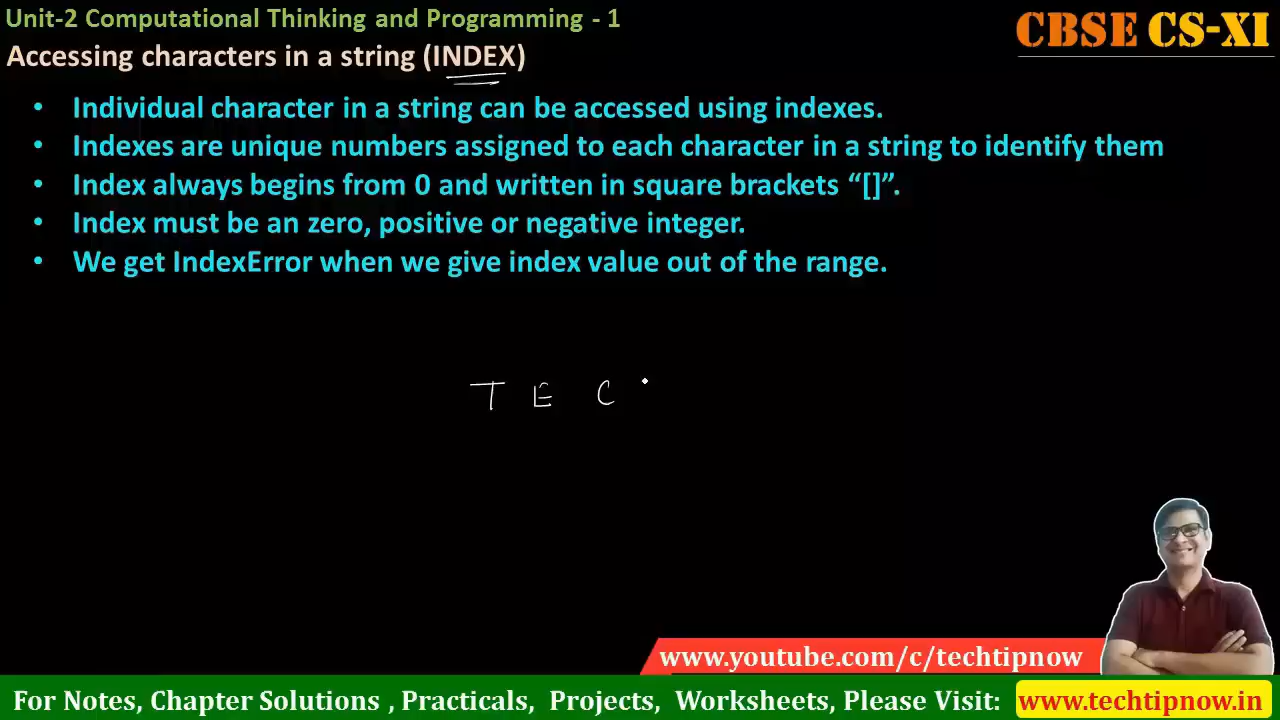 Unit-2 Computational Thinking and Programming - 1
CBSE CS-XI
Accessing characters in a string (INDEX)
• Individual character in a string can be accessed using indexes.
• Indexes are unique numbers assigned to each character in a string to identify them
• Index always begins from 0 and written in square brackets “[]”.
• Index must be an zero, positive or negative integer.
• We get IndexError when we give index value out of the range.
T E C
www.youtube.com/c/techtipnow
For Notes, Chapter Solutions , Practicals, Projects, Worksheets, Please Visit: www.techtipnow.in